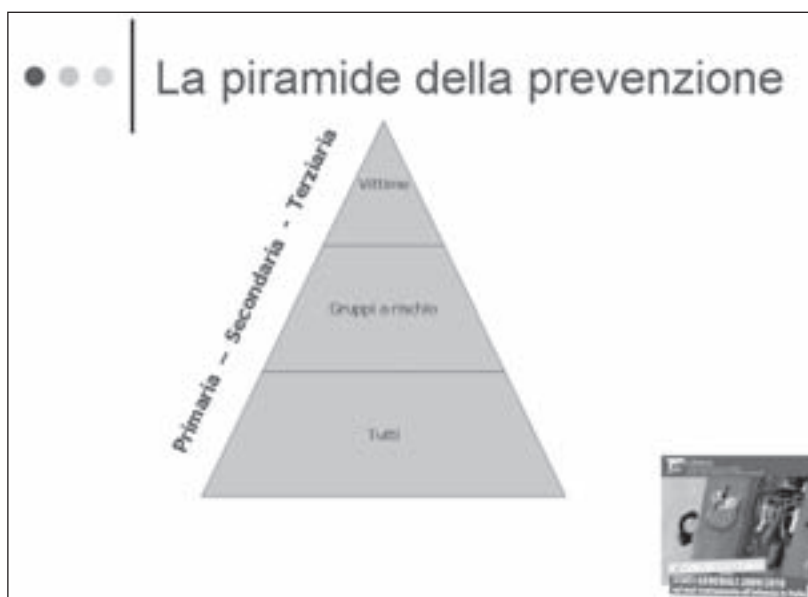 La piramide della prevenzione
Primaria – Secondaria - Terziaria
Vittime
Gruppi a rischio
Tutti